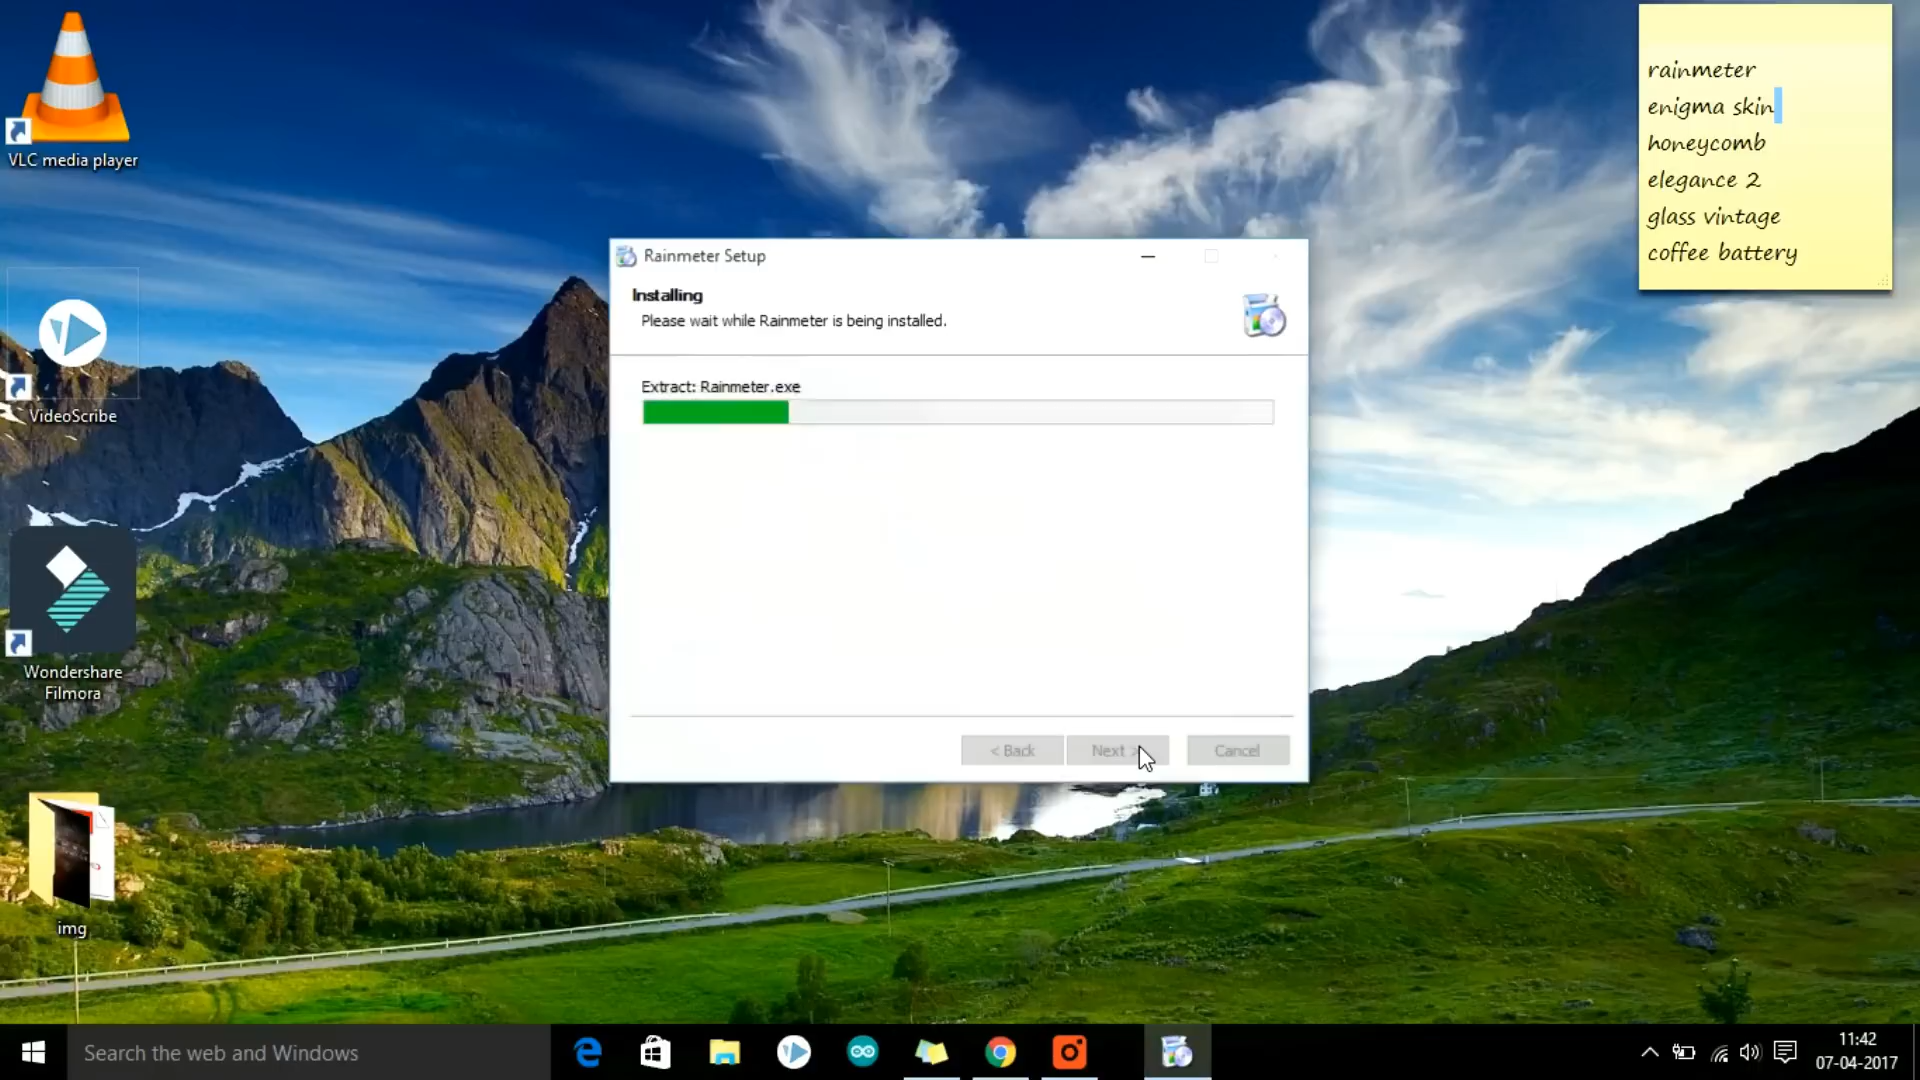 VLC media player
VideoScribe
Wondershare
Filmora
img
rainmeter
enigma skin
honeycomb
elegance 2
glass vintage
coffee battery
Rainmeter Setup
Installing
Please wait while Rainmeter is being installed.
Extract: Rainmeter.exe
< Back
Next >
Cancel
Search the web and Windows
11:42
07-04-2017